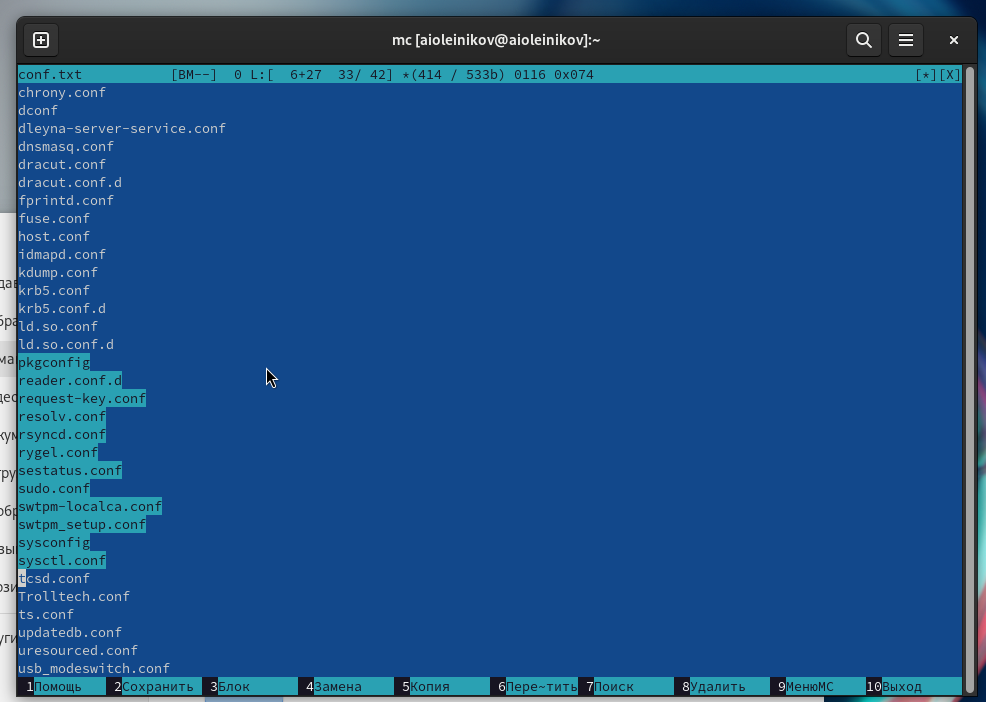 mc [aioleinikov@aioleinikov]:~
conf.txt [BM--] 0 L:[ 6+27 33/ 42] *(414 / 533b) 0116 0x074 [*][X]
chrony.conf
dconf
dleyna-server-service.conf
dnsmasq.conf
dracut.conf
dracut.conf.d
fprintd.conf
fuse.conf
host.conf
idmapd.conf
kdump.conf
krb5.conf
krb5.conf.d
ld.so.conf
ld.so.conf.d
pkgconfig
reader.conf.d
request-key.conf
resolv.conf
rsyncd.conf
rygel.conf
sestatus.conf
sudo.conf
swtpm-localca.conf
swtpm_setup.conf
sysconfig
sysctl.conf
tcsd.conf
Trolltech.conf
ts.conf
updatedb.conf
uresourced.conf
usb_modeswitch.conf
1Помощь 2Сохранить 3Блок 4Замена 5Копия 6Пере~тить 7Поиск 8Удалить 9МенюМС 10Выход